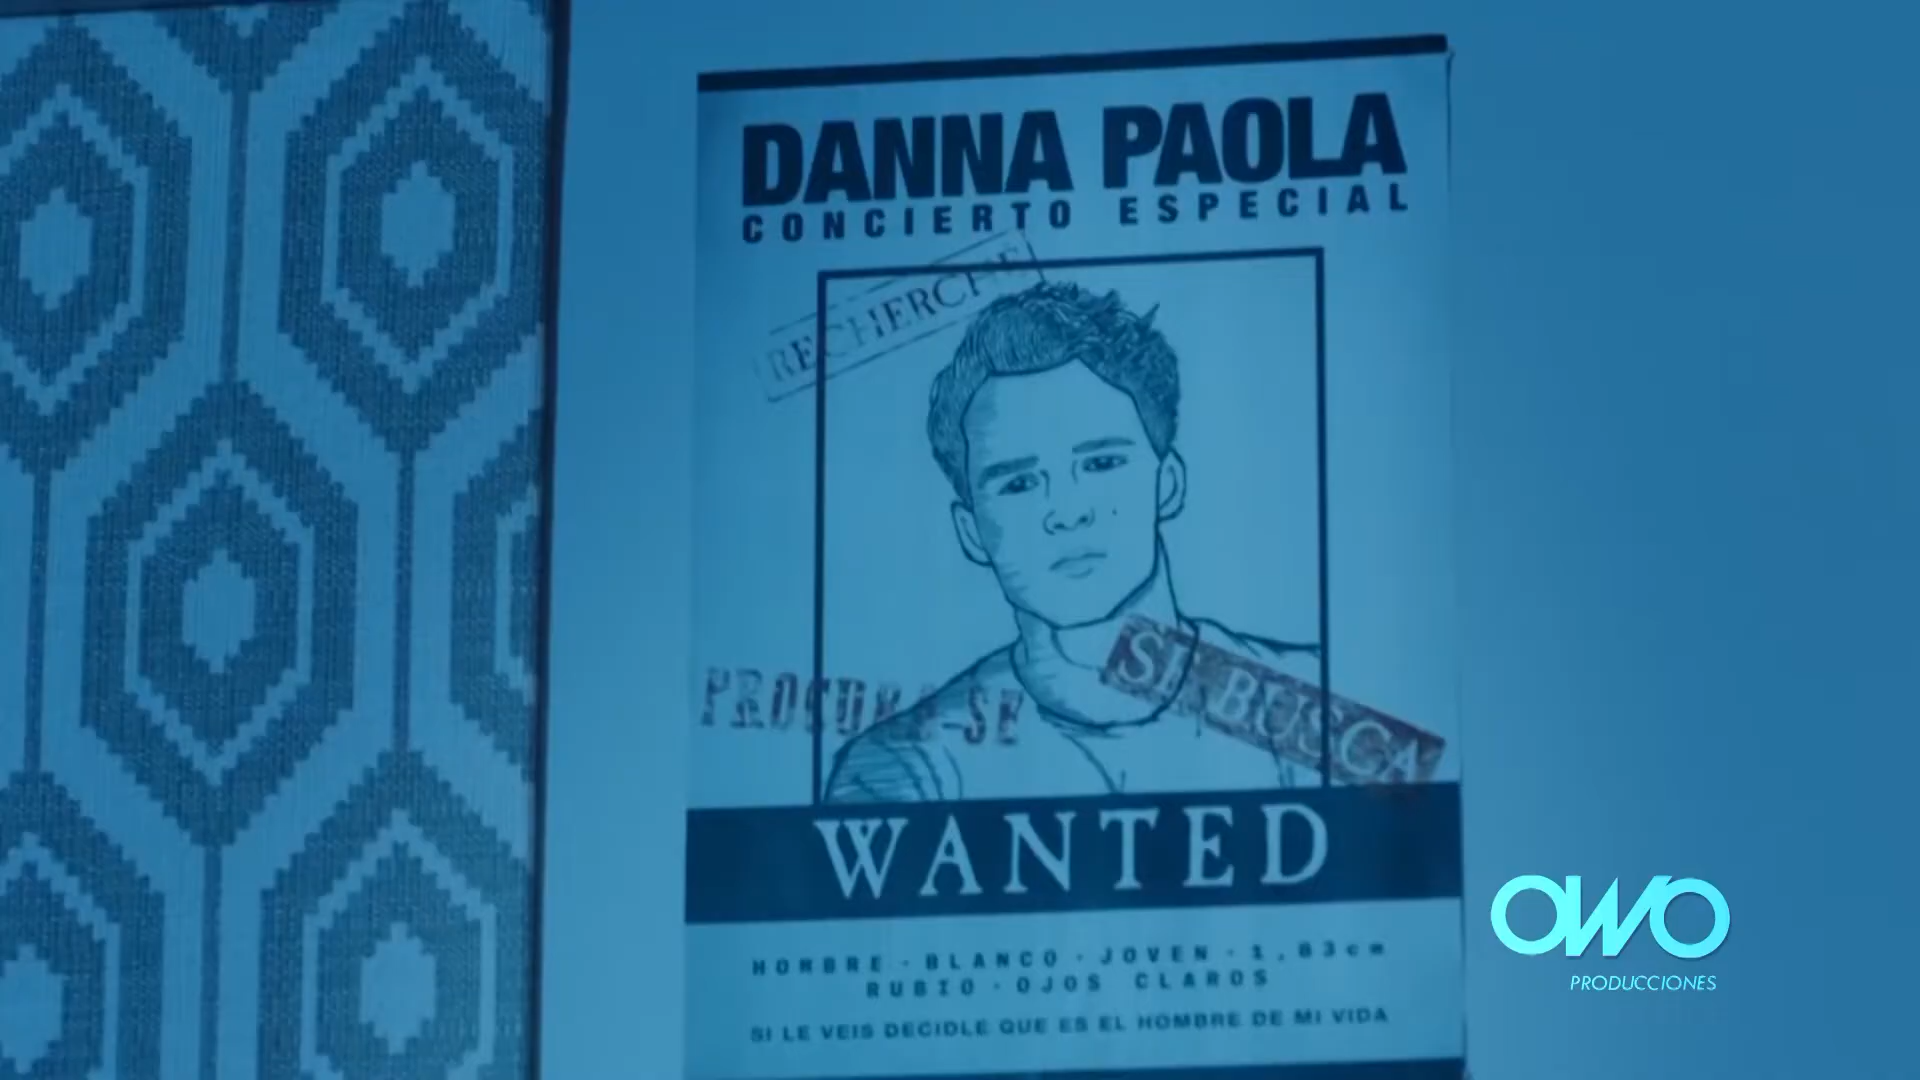 DANNA PAOLA
CONCIERTO ESPECIAL
RECHERCHE
PROCURA-SE
SE BUSCA
WANTED
HOMBRE - BLANCO - JOVEN - 1,83cm
RUBIO - OJOS CLAROS
SI LE VEIS DECIDLE QUE ES EL HOMBRE DE MI VIDA
OWO
PRODUCCIONES